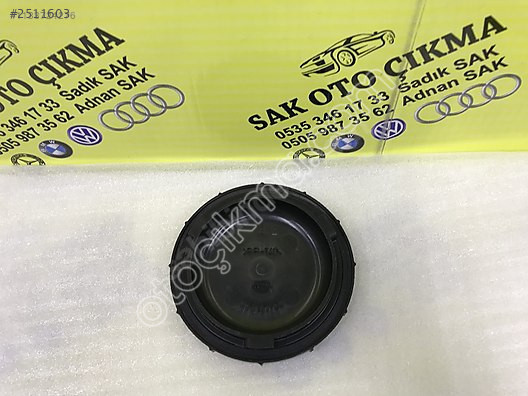 #2511603
OTO ÇIKMA
346 17 33 Sadık SAK
0505 987 35 62 Adnan SAK
SAK OTO ÇIKMA
0535 346 17 33 Sadık SAK
0505 987 35 62 Adnan SAK
otoçıkma